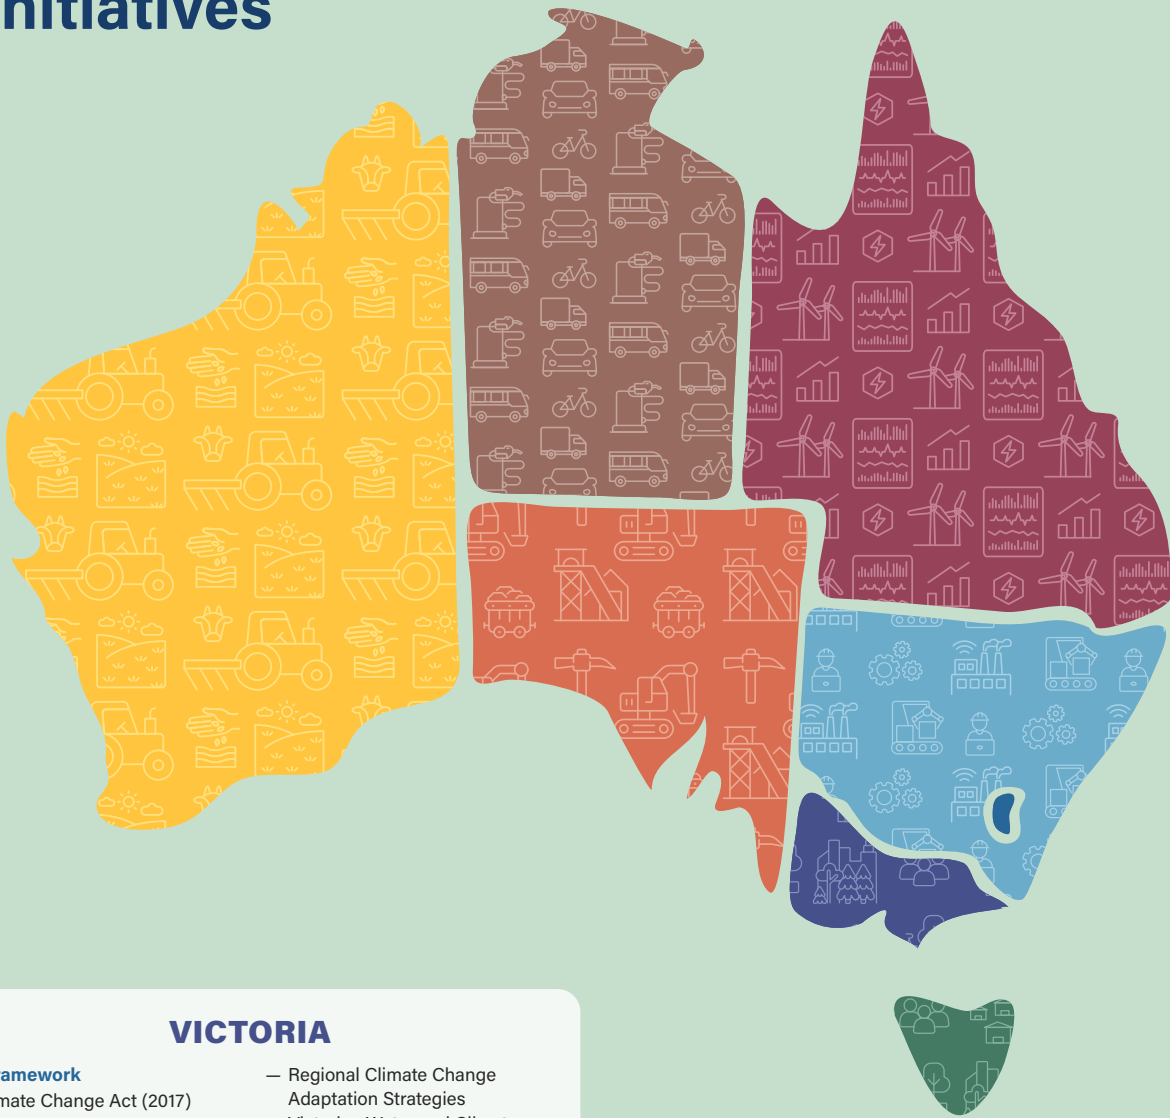 nitiatives
VICTORIA
amework
mate Change Act (2017)
— Regional Climate Change
Adaptation Strategies